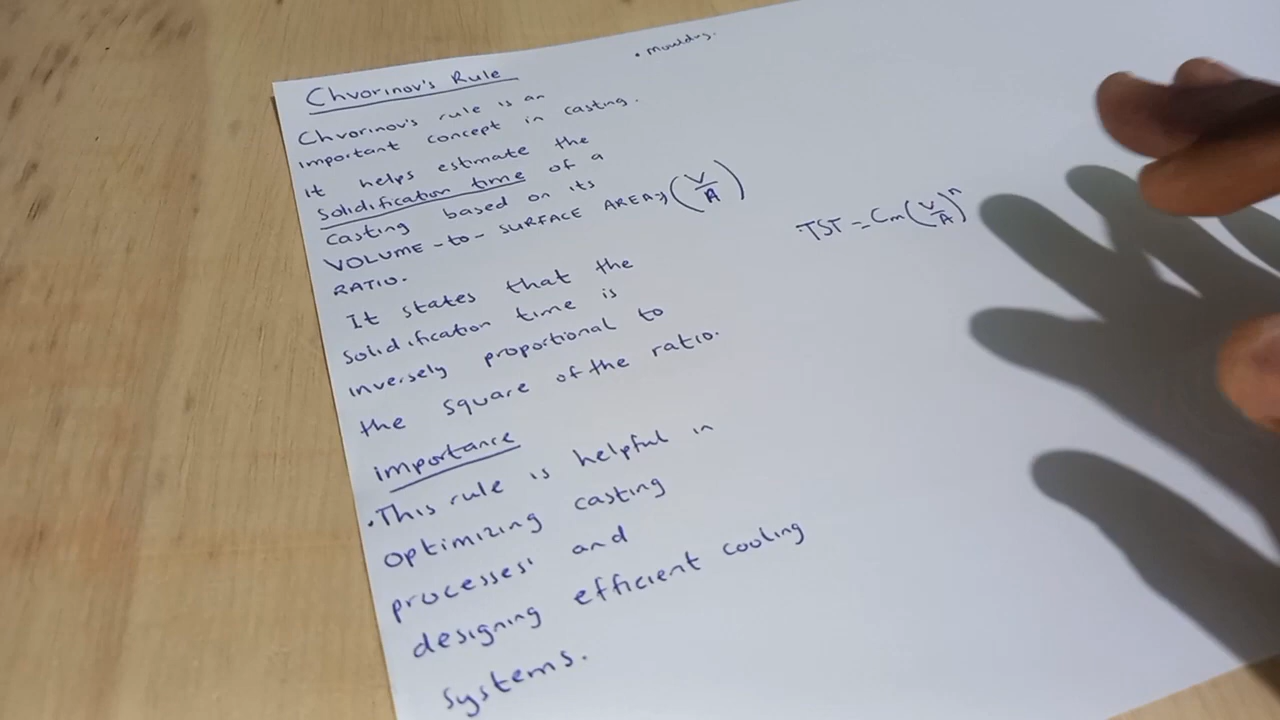 Chvorinov's Rule
• Moulding.
Chvorinov's rule is an
important concept in casting.
It helps estimate the
Solidification time of a
casting based on its
VOLUME-to-SURFACE AREA (V/A)
RATIO.
TST = Cm(V/A)^n
It states that the
Solidification time is
inversely proportional to
the square of the ratio.
importance
• This rule is helpful in
optimizing casting
processes and
designing efficient cooling
systems.